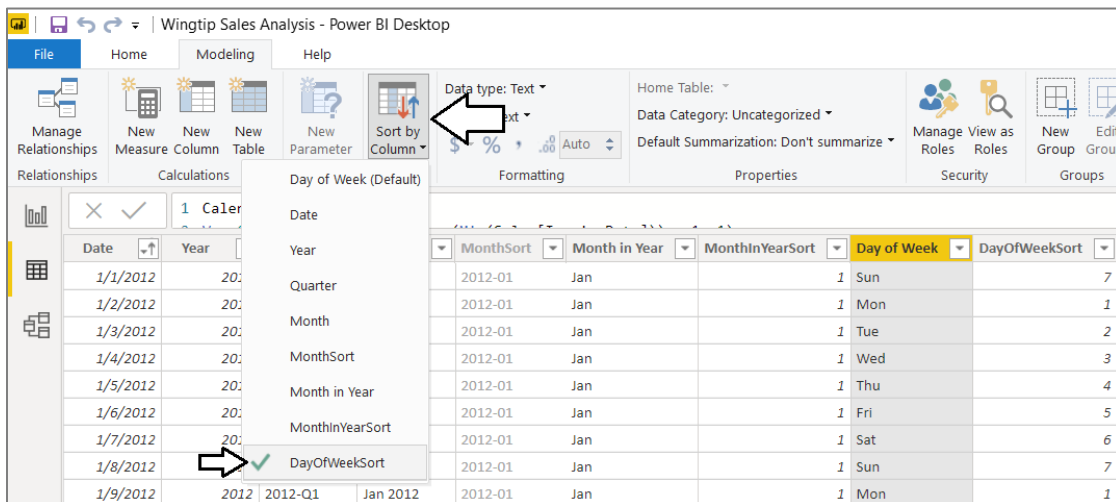 Wingtip Sales Analysis - Power BI Desktop
File Home Modeling Help
Manage Relationships
New Measure
New Column
New Table
New Parameter
Sort by Column
Data type: Text
$ % , .00 Auto
Home Table:
Data Category: Uncategorized
Default Summarization: Don't summarize
Manage Roles
View as Roles
New Group
Relationships Calculations Formatting Properties Security Groups
Day of Week (Default)
Date
Year
Quarter
Month
MonthSort
Month in Year
MonthInYearSort
DayOfWeekSort
1
Date Year MonthSort Month in Year MonthInYearSort Day of Week DayOfWeekSort
1/1/2012 2012-01 Jan 1 Sun 7
1/2/2012 2012-01 Jan 1 Mon 1
1/3/2012 2012-01 Jan 1 Tue 2
1/4/2012 2012-01 Jan 1 Wed 3
1/5/2012 2012-01 Jan 1 Thu 4
1/6/2012 2012-01 Jan 1 Fri 5
1/7/2012 2012-01 Jan 1 Sat 6
1/8/2012 2012-01 Jan 1 Sun 7
1/9/2012 2012 2012-Q1 Jan 2012 2012-01 Jan 1 Mon 1